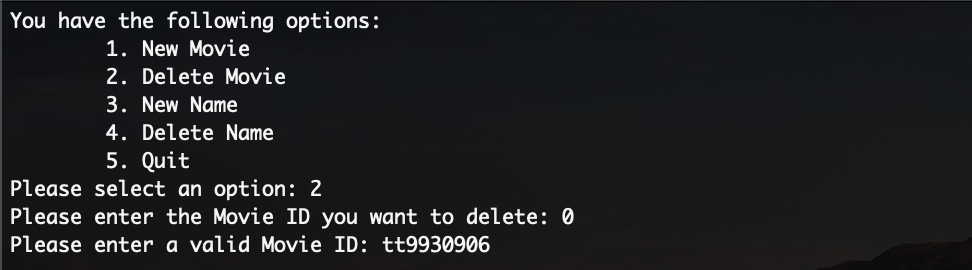 You have the following options:
1. New Movie
2. Delete Movie
3. New Name
4. Delete Name
5. Quit
Please select an option: 2
Please enter the Movie ID you want to delete: 0
Please enter a valid Movie ID: tt9930906